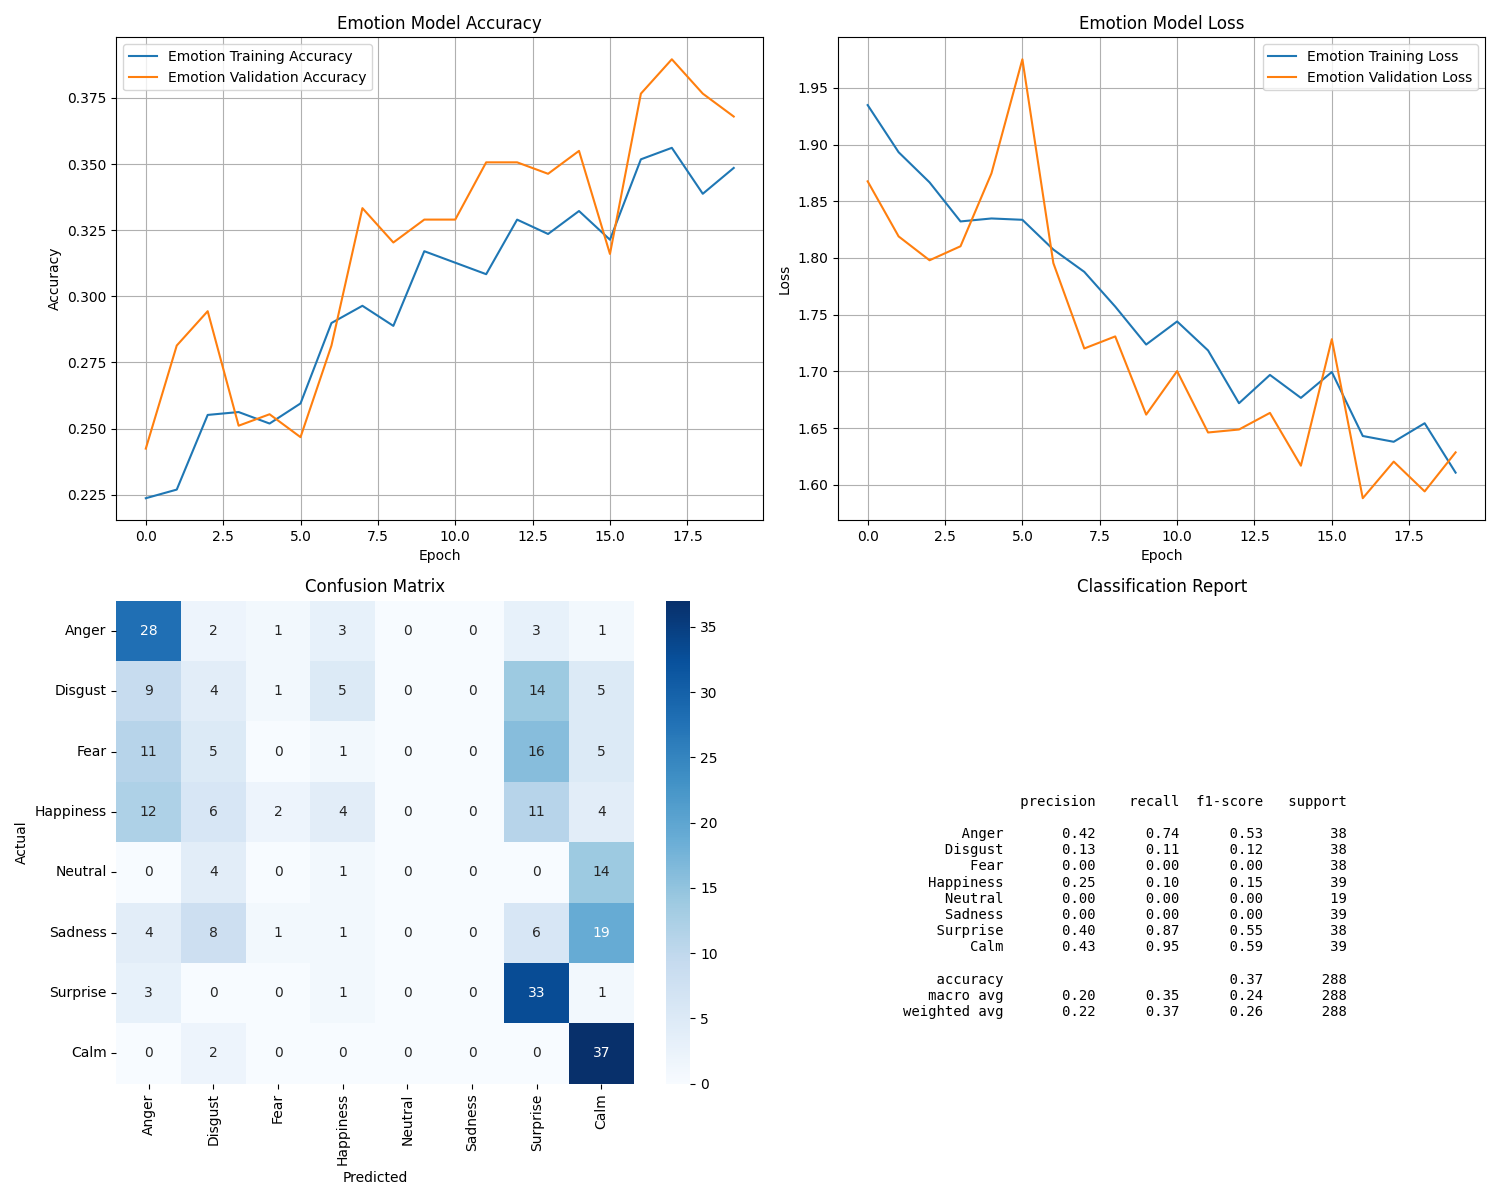 Emotion Model Accuracy
Emotion Training Accuracy
Emotion Validation Accuracy
0.375
0.350
0.325
0.300
0.275
0.250
0.225
Accuracy
0.0 2.5 5.0 7.5 10.0 12.5 15.0 17.5
Epoch
Emotion Model Loss
Emotion Training Loss
Emotion Validation Loss
1.95
1.90
1.85
1.80
1.75
1.70
1.65
1.60
Loss
0.0 2.5 5.0 7.5 10.0 12.5 15.0 17.5
Epoch
Confusion Matrix
Anger 28 2 1 3 0 0 3 1
Disgust 9 4 1 5 0 0 14 5
Fear 11 5 0 1 0 0 16 5
Happiness 12 6 2 4 0 0 11 4
Neutral 0 4 0 1 0 0 0 14
Sadness 4 8 1 1 0 0 6 19
Surprise 3 0 0 1 0 0 33 1
Calm 0 2 0 0 0 0 0 37
Actual
Anger Disgust Fear Happiness Neutral Sadness Surprise Calm
Predicted
35
30
25
20
15
10
5
0
Classification Report
precision recall f1-score support
Anger 0.42 0.74 0.53 38
Disgust 0.13 0.11 0.12 38
Fear 0.00 0.00 0.00 38
Happiness 0.25 0.10 0.15 39
Neutral 0.00 0.00 0.00 19
Sadness 0.00 0.00 0.00 39
Surprise 0.40 0.87 0.55 38
Calm 0.43 0.95 0.59 39
accuracy 0.37 288
macro avg 0.20 0.35 0.24 288
weighted avg 0.22 0.37 0.26 288